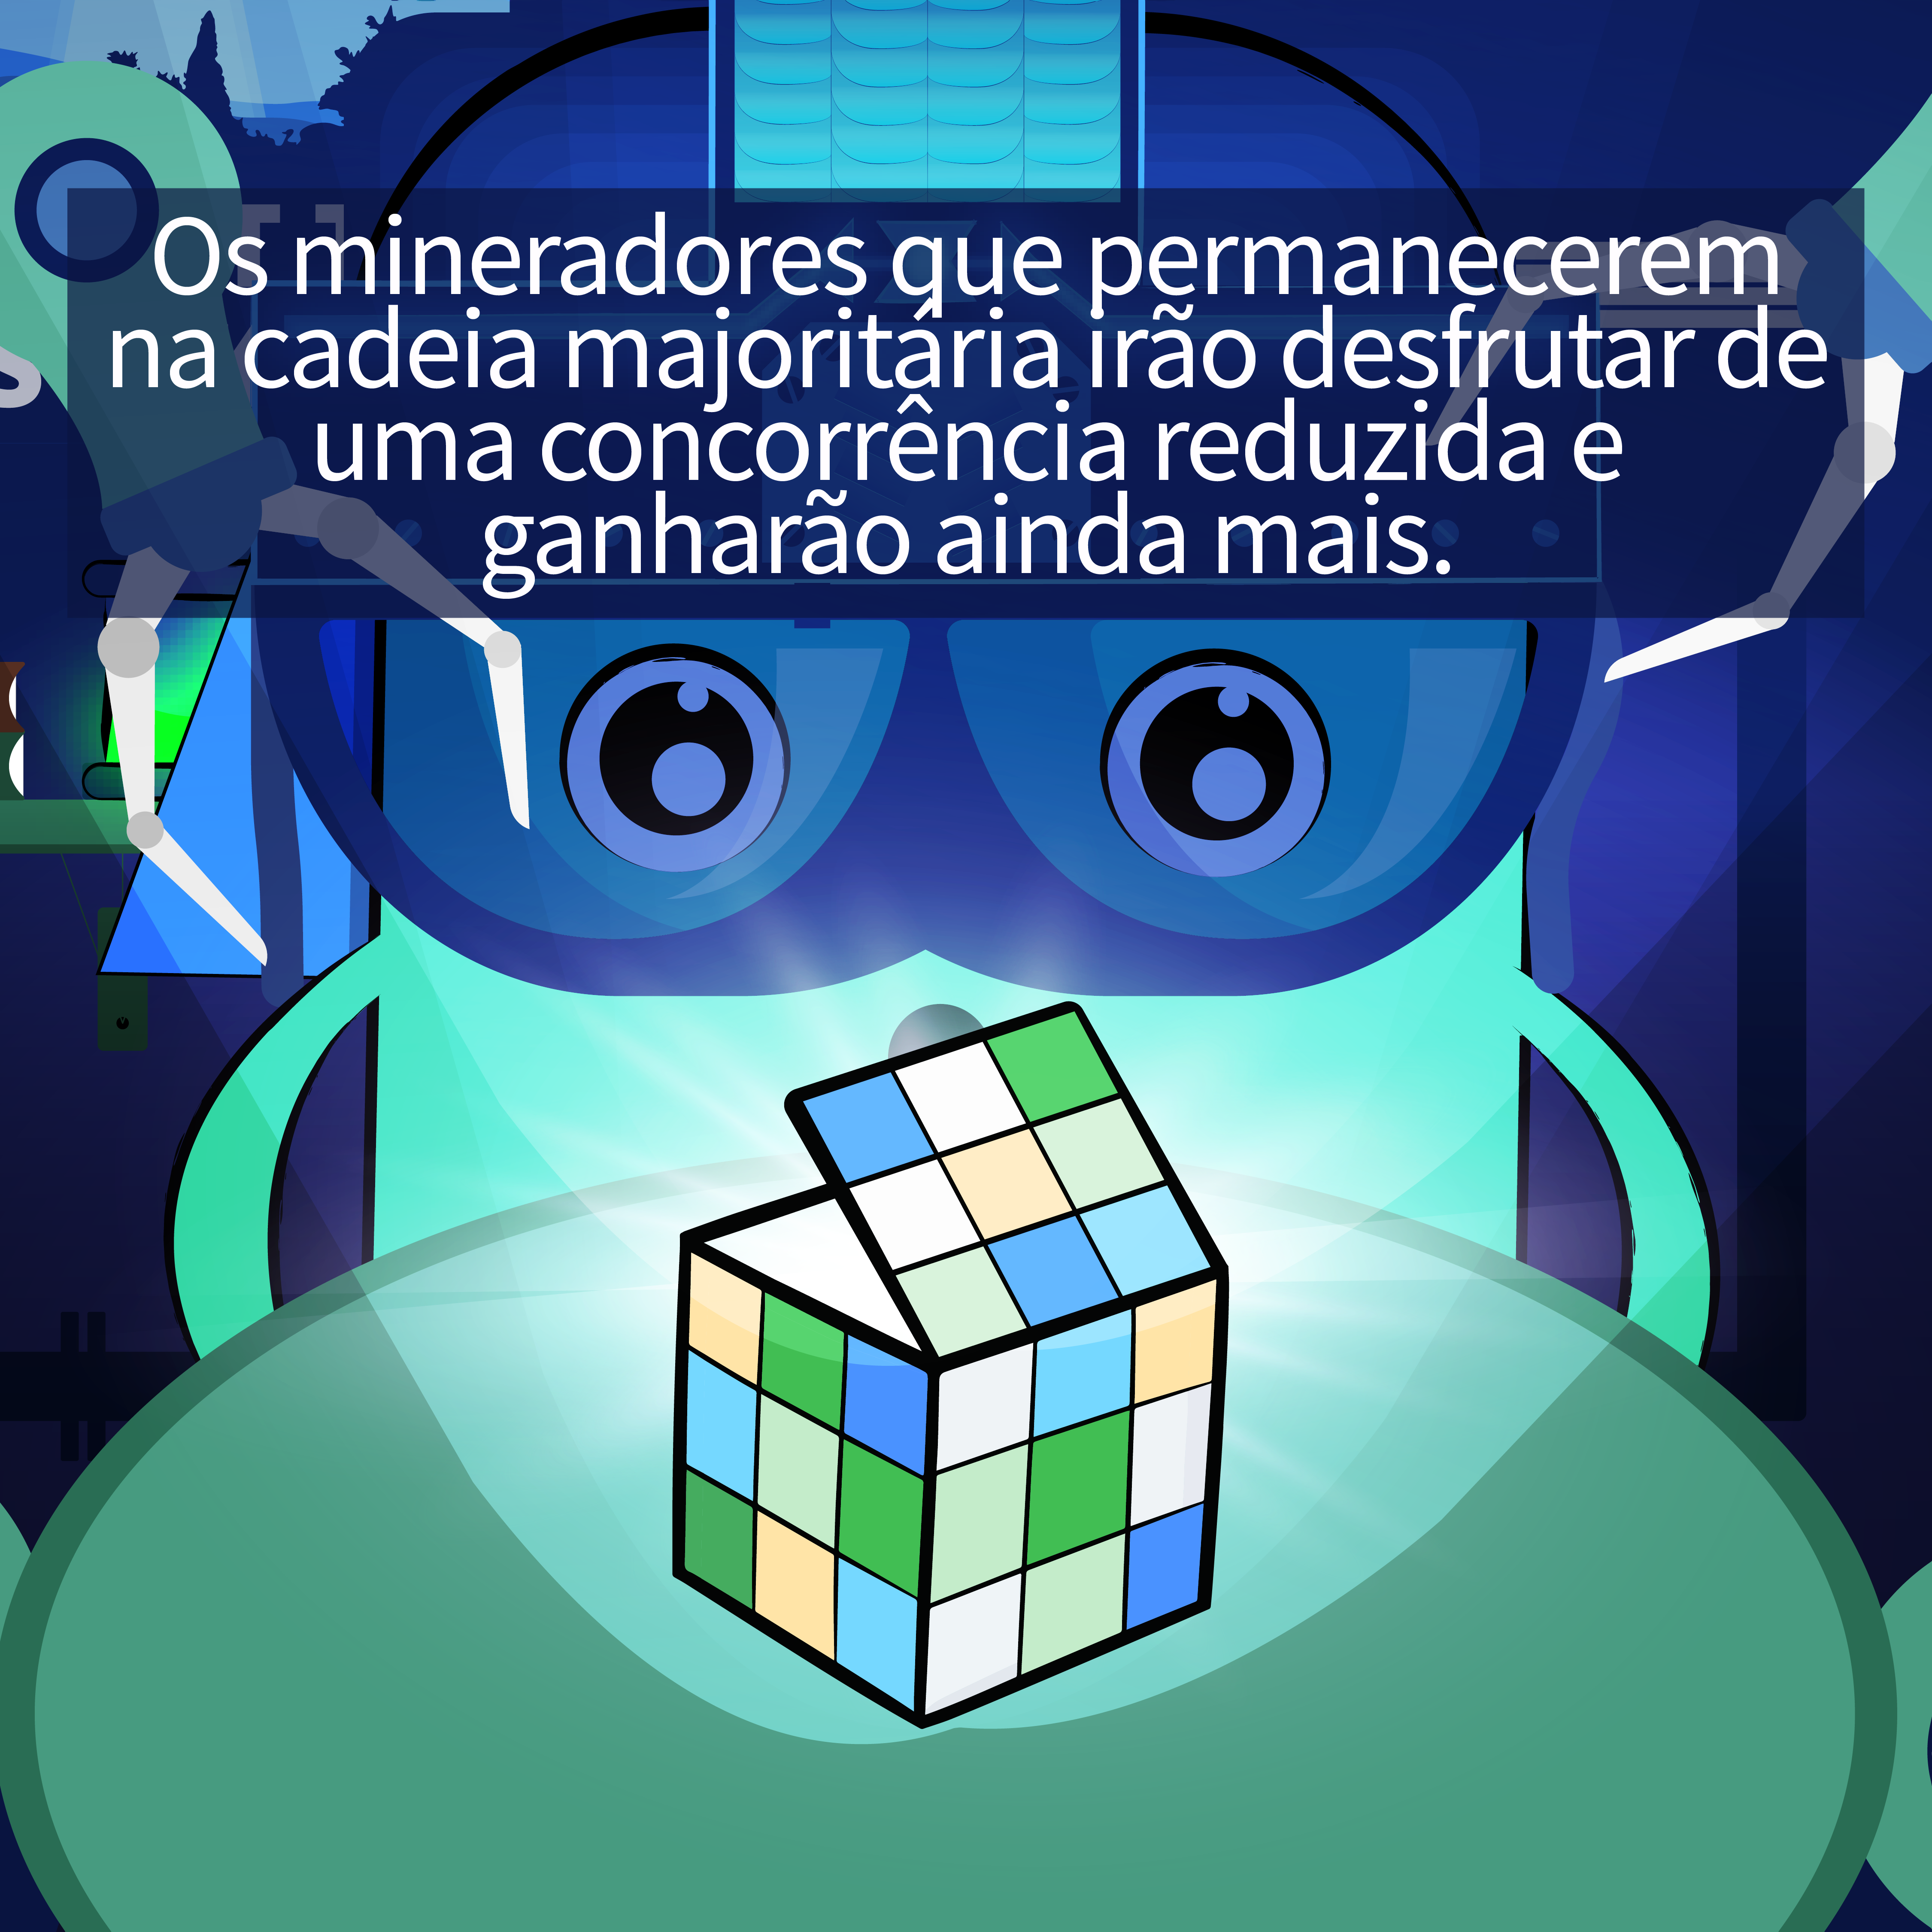 Os mineradores que permanecerem
na cadeia majoritária irão desfrutar de
uma concorrência reduzida e
ganharão ainda mais.